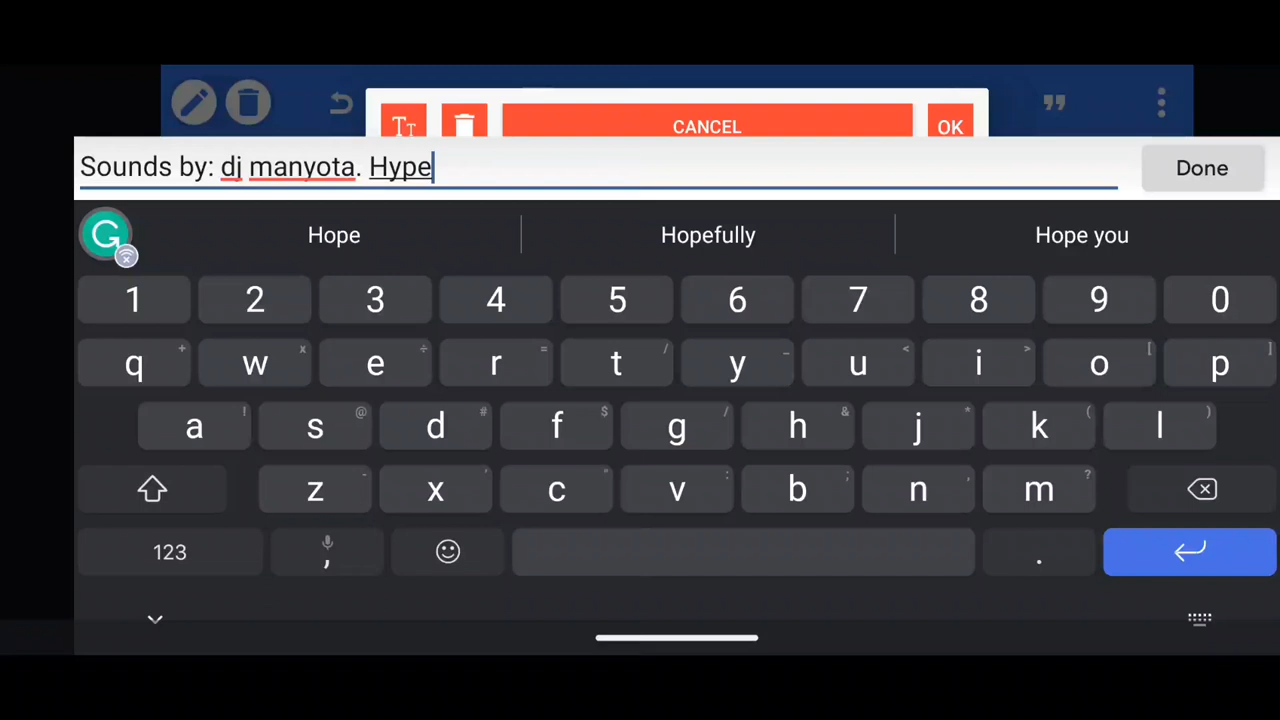 CANCEL
OK
Sounds by: dj manyota. Hype
Done
Hope
Hopefully
Hope you
1 2 3 4 5 6 7 8 9 0
q + w x e ÷ r = t / y _ u < i > o [ p ]
a ! s @ d # f $ g / h & j * k ( l )
z - x ' c " v : b ; n , m ?
123 , .